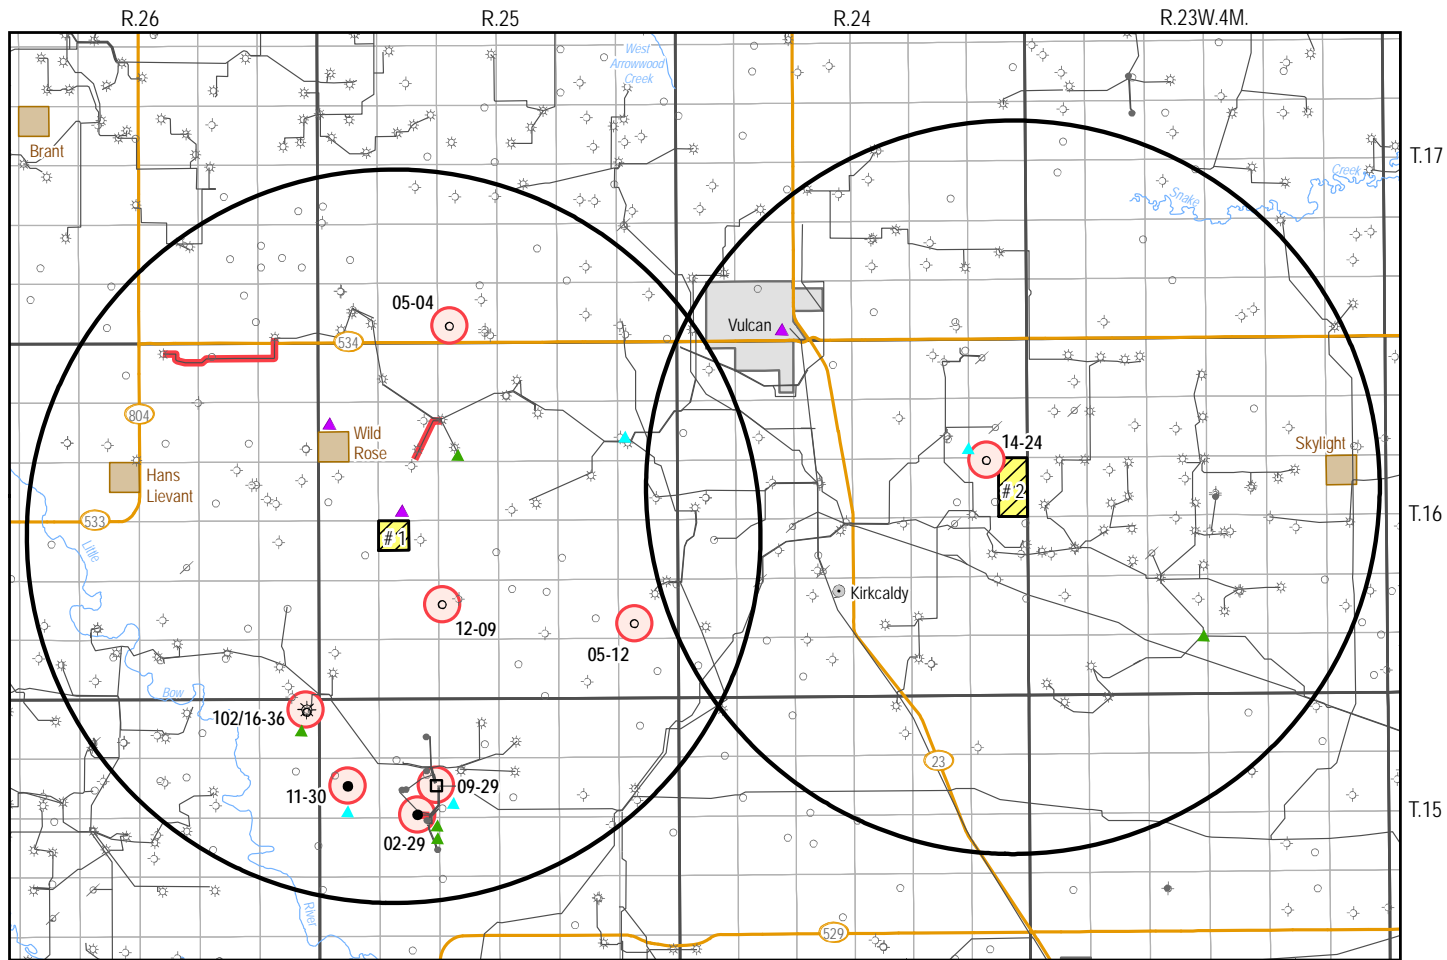 R.26
R.25
R.24
R.23W.4M.
West
Arrowwood
Creek
Brant
T.17
Creek
Snake
05-04
Vulcan
534
804
Wild
Rose
14-24
Skylight
Hans
Lievant
# 2
533
T.16
# 1
Little
Kirkcaldy
12-09
05-12
Bow
102/16-36
23
09-29
11-30
T.15
02-29
River
529